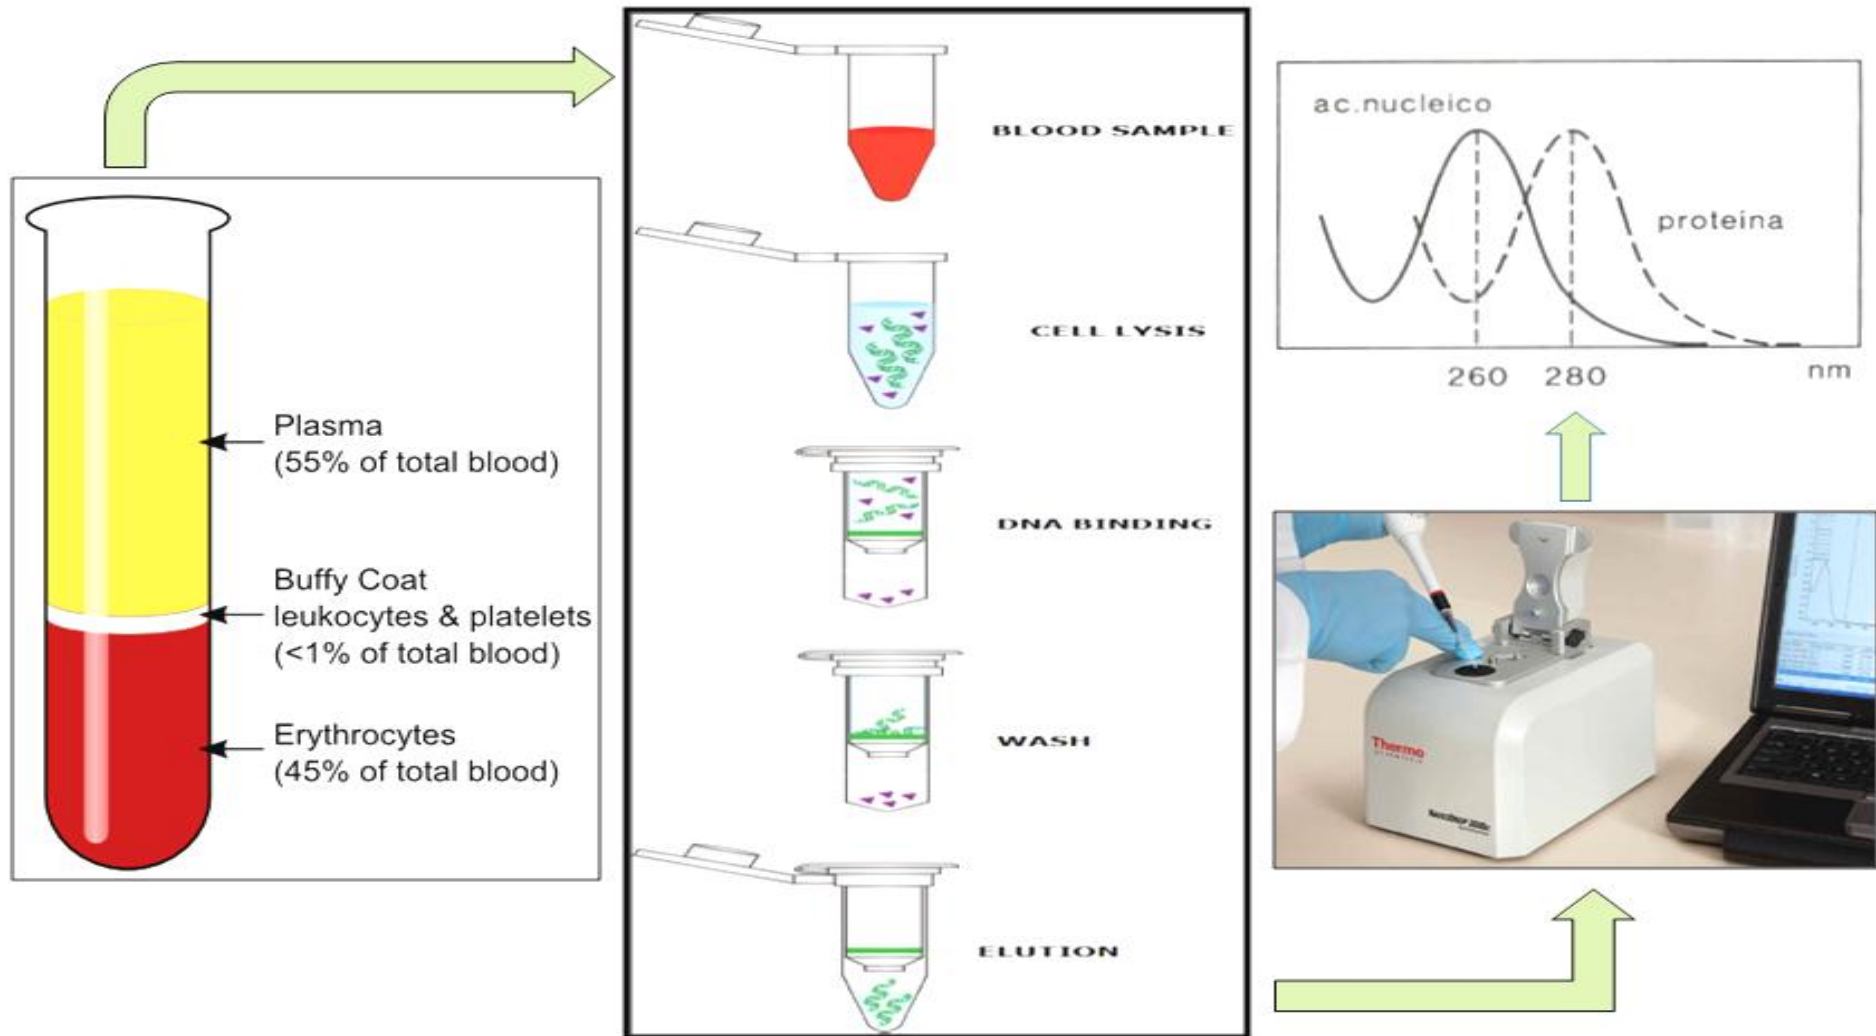 Plasma
(55% of total blood)
Buffy Coat
leukocytes & platelets
(<1% of total blood)
Erythrocytes
(45% of total blood)
BLOOD SAMPLE
CELL LYSIS
DNA BINDING
WASH
ELUTION
ac.nucleico
proteina
260 280 nm
Thermo
SCIENTIFIC